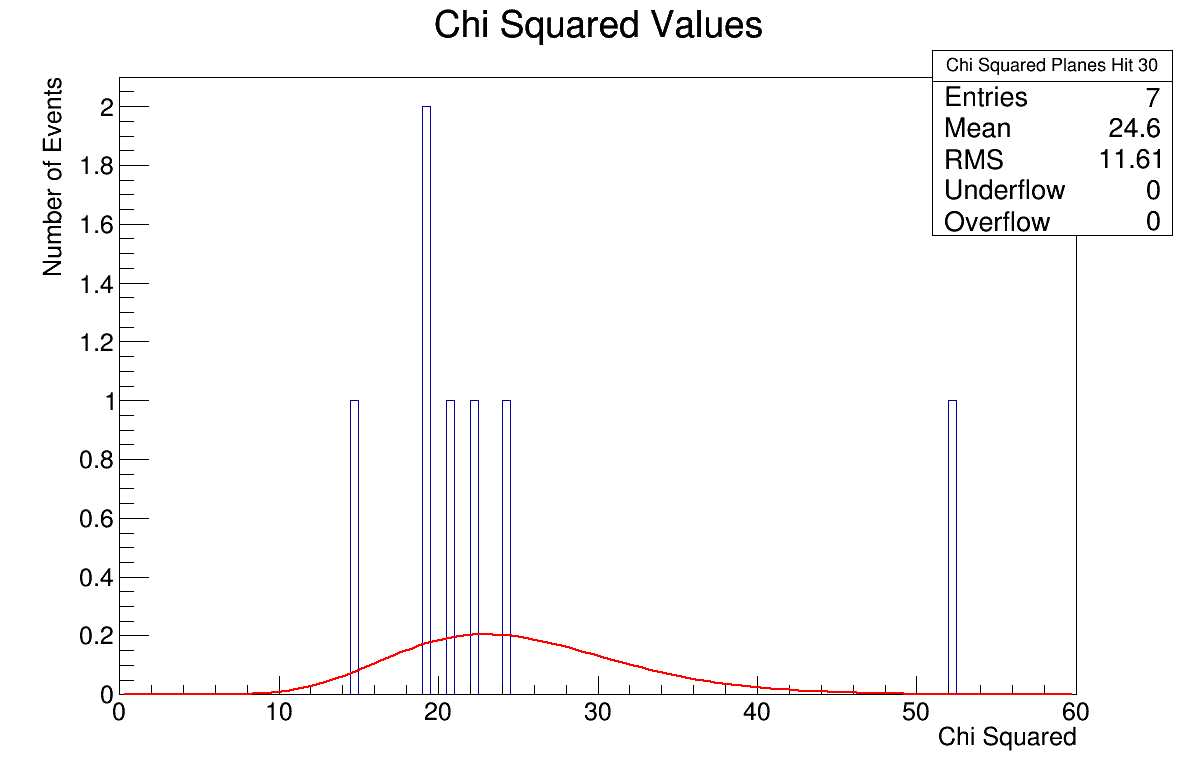 Chi Squared Values
Chi Squared Planes Hit 30
Entries 7
Mean 24.6
RMS 11.61
Underflow 0
Overflow 0
Number of Events
2
1.8
1.6
1.4
1.2
1
0.8
0.6
0.4
0.2
0
0 10 20 30 40 50 60
Chi Squared